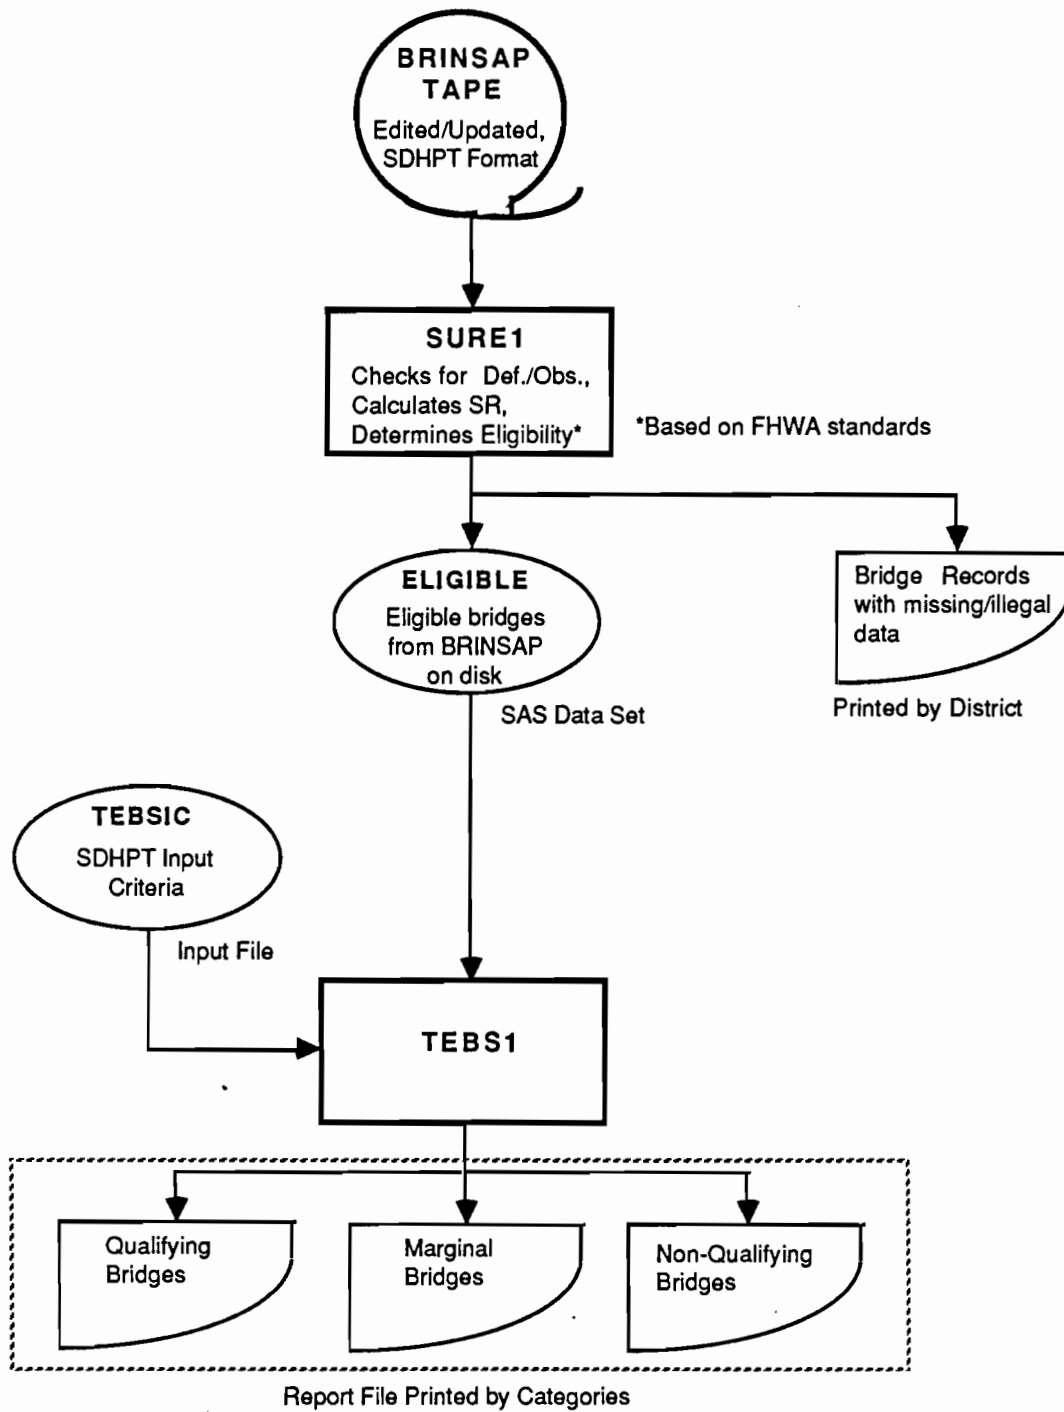 BRINSAP
TAPE
Edited/Updated,
SDHPT Format
SURE1
Checks for Def./Obs.,
Calculates SR,
Determines Eligibility*
*Based on FHWA standards
ELIGIBLE
Eligible bridges
from BRINSAP
on disk
Bridge Records
with missing/illegal
data
Printed by District
SAS Data Set
TEBSIC
SDHPT Input
Criteria
Input File
TEBS1
Qualifying
Bridges
Marginal
Bridges
Non-Qualifying
Bridges
Report File Printed by Categories